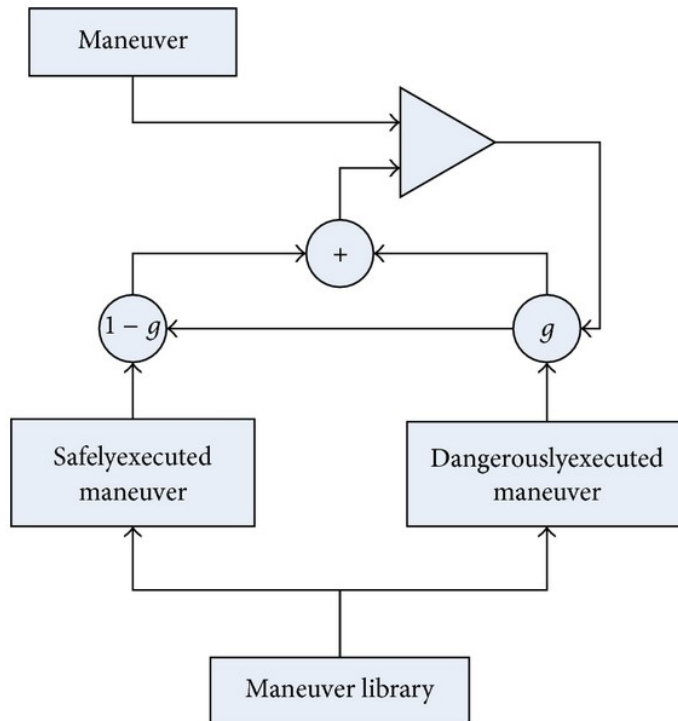 Maneuver
+
1 − g
g
Safelyexecuted
maneuver
Dangerouslyexecuted
maneuver
Maneuver library